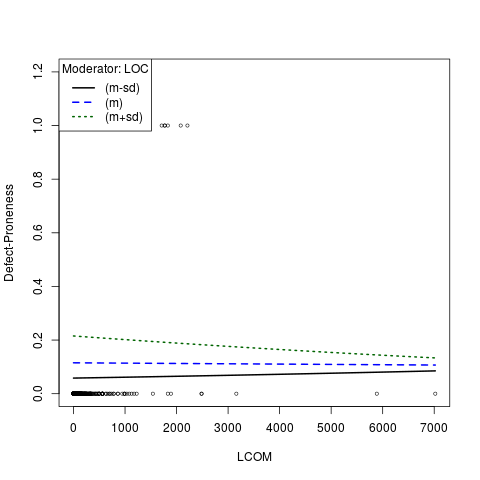 Moderator: LOC
(m-sd)
(m)
(m+sd)
1.2
1.0
0.8
0.6
0.4
0.2
0.0
Defect-Proneness
0 1000 2000 3000 4000 5000 6000 7000
LCOM